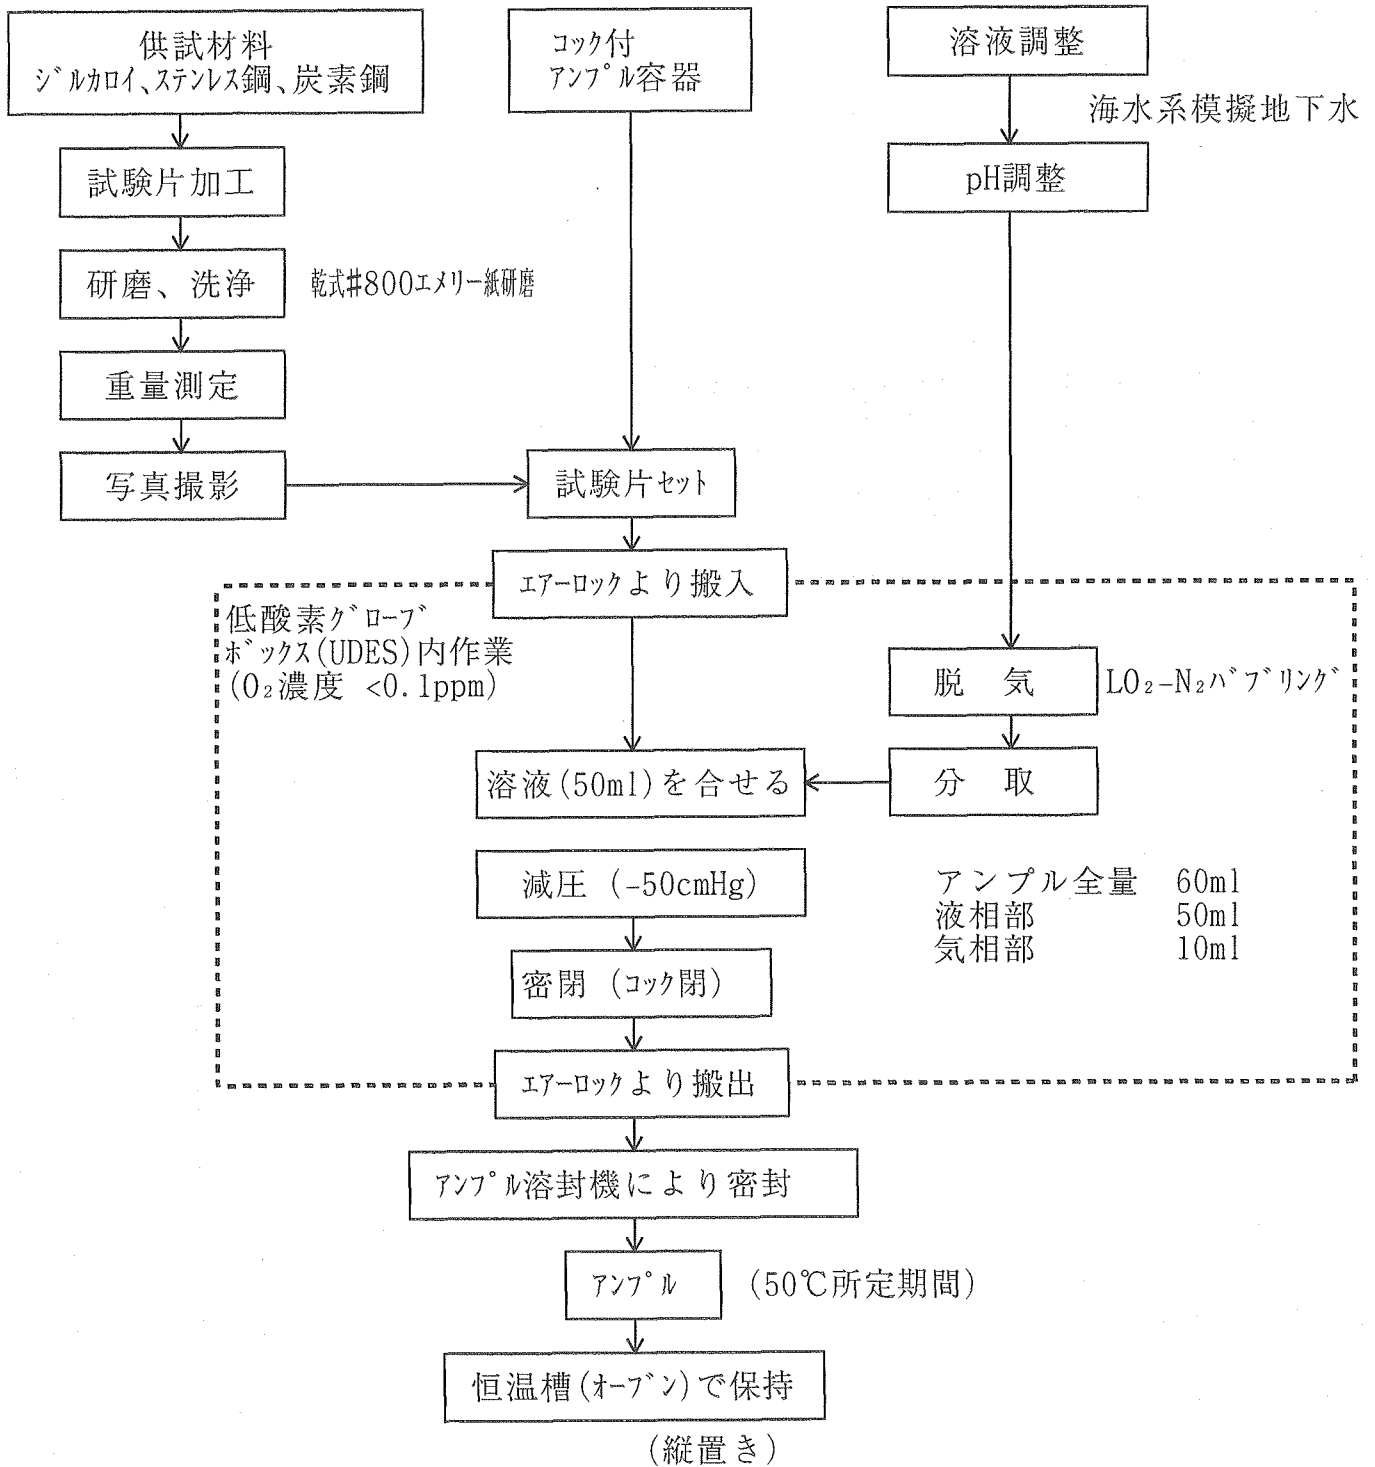 供試材料
ジルカロイ、ステンレス鋼、炭素鋼
コック付
アンプル容器
溶液調整
海水系模擬地下水
試験片加工
pH調整
研磨、洗浄
乾式#800エメリー紙研磨
重量測定
写真撮影
試験片セット
エアーロックより搬入
低酸素グローブ
ボックス(UDES)内作業
(O₂濃度 <0.1ppm)
脱 気
LO₂-N₂バブリング
溶液(50ml)を合せる
分 取
減圧 (-50cmHg)
アンプル全量 60ml
液相部 50ml
気相部 10ml
密閉 (コック閉)
エアーロックより搬出
アンプル溶封機により密封
アンプル
(50℃所定期間)
恒温槽(オーブン)で保持
(縦置き)